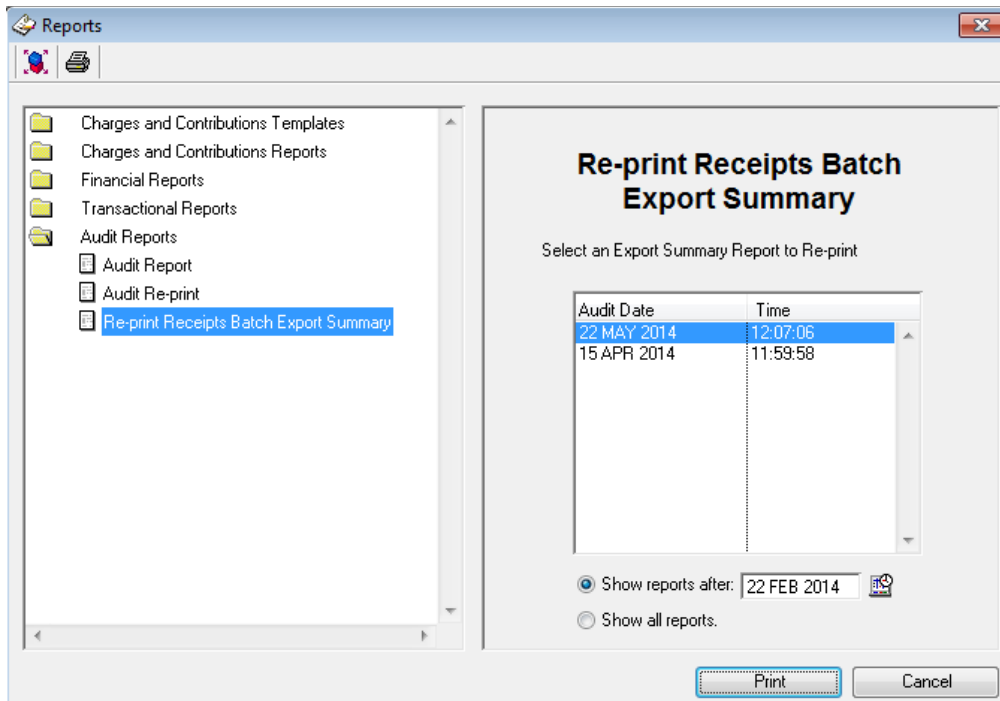 Reports
Charges and Contributions Templates
Charges and Contributions Reports
Financial Reports
Transactional Reports
Audit Reports
Audit Report
Audit Re-print
Re-print Receipts Batch Export Summary
Re-print Receipts Batch
Export Summary
Select an Export Summary Report to Re-print
Audit Date Time
22 MAY 2014 12:07:06
15 APR 2014 11:59:58
Show reports after: 22 FEB 2014
Show all reports.
Print Cancel